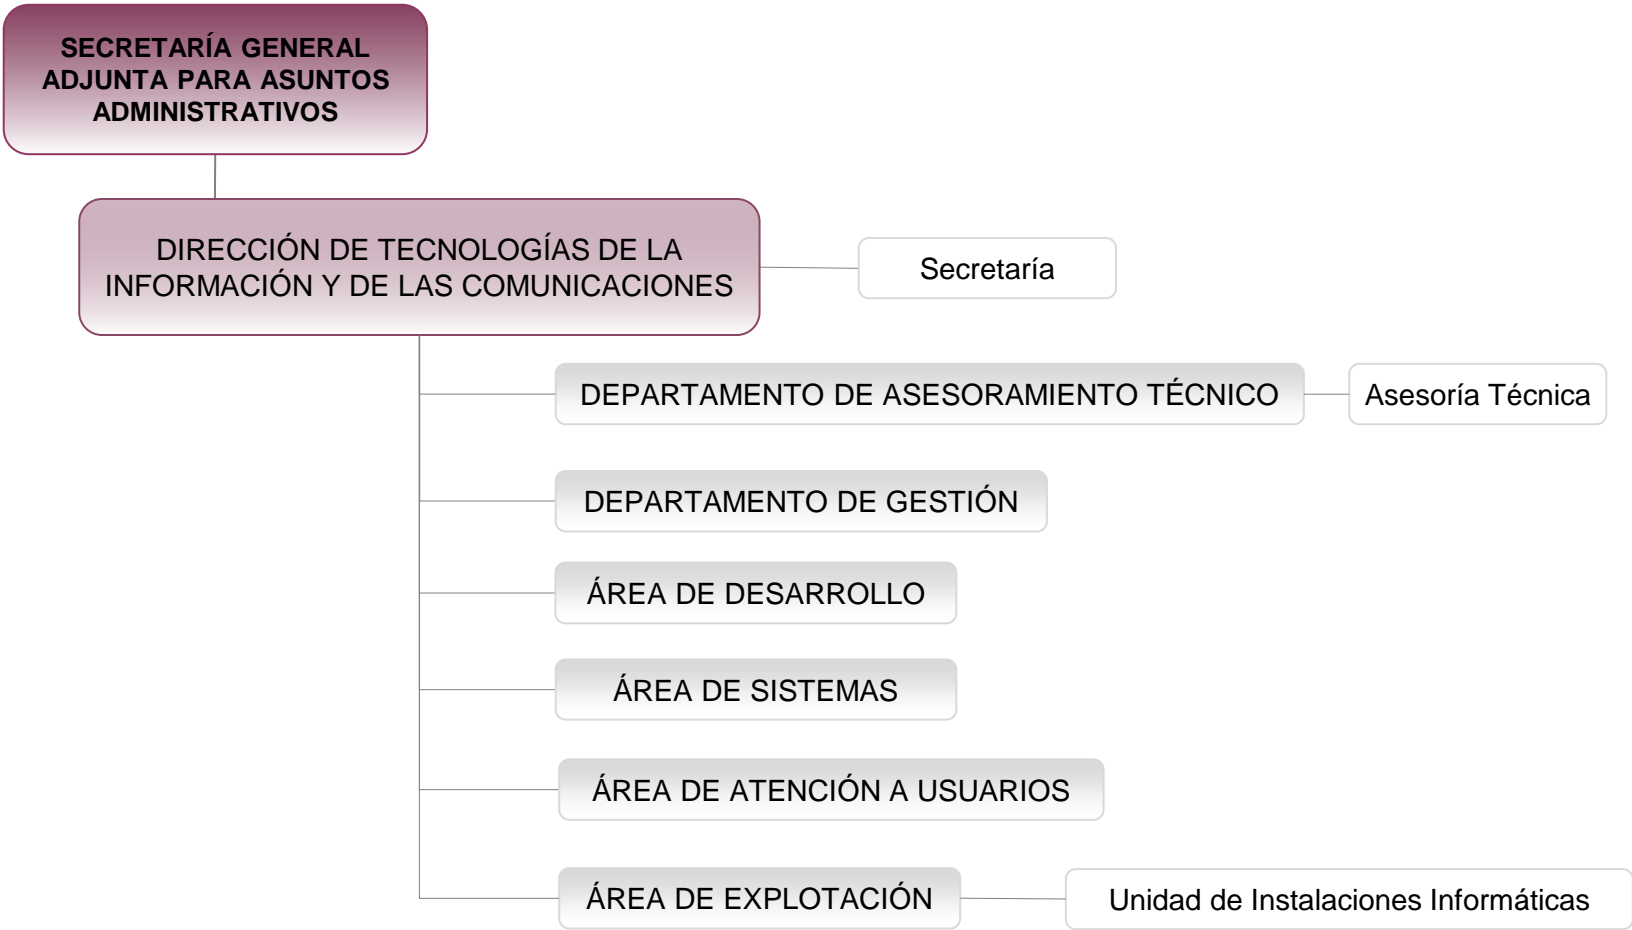 SECRETARÍA GENERAL
ADJUNTA PARA ASUNTOS
ADMINISTRATIVOS
DIRECCIÓN DE TECNOLOGÍAS DE LA
INFORMACIÓN Y DE LAS COMUNICACIONES
Secretaría
DEPARTAMENTO DE ASESORAMIENTO TÉCNICO
Asesoría Técnica
DEPARTAMENTO DE GESTIÓN
ÁREA DE DESARROLLO
ÁREA DE SISTEMAS
ÁREA DE ATENCIÓN A USUARIOS
ÁREA DE EXPLOTACIÓN
Unidad de Instalaciones Informáticas